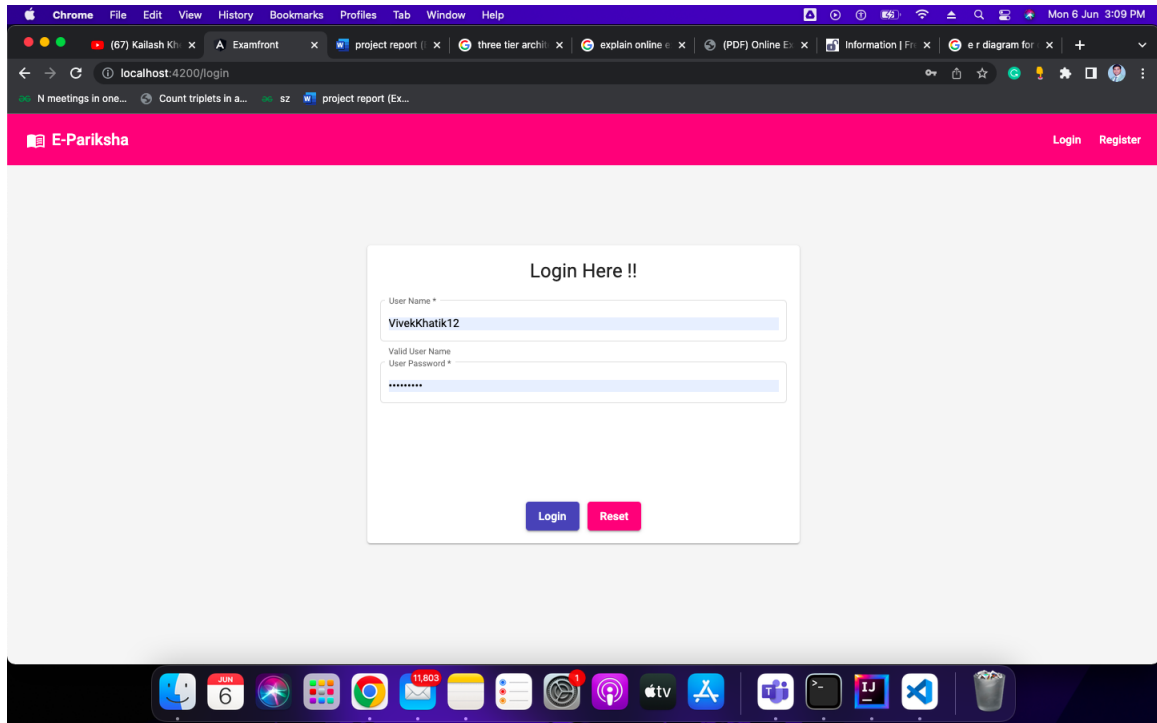 Chrome File Edit View History Bookmarks Profiles Tab Window Help Mon 6 Jun 3:09 PM
(67) Kailash Kh Examfront project report ( three tier archit explain online e (PDF) Online Ex Information | Fr e r diagram for
localhost:4200/login
N meetings in one... Count triplets in a... sz project report (Ex...
E-Pariksha Login Register
Login Here !!
User Name *
VivekKhatik12
Valid User Name
User Password *
•••••••••
Login Reset
11,803
JUN
6
1
tv
IJ